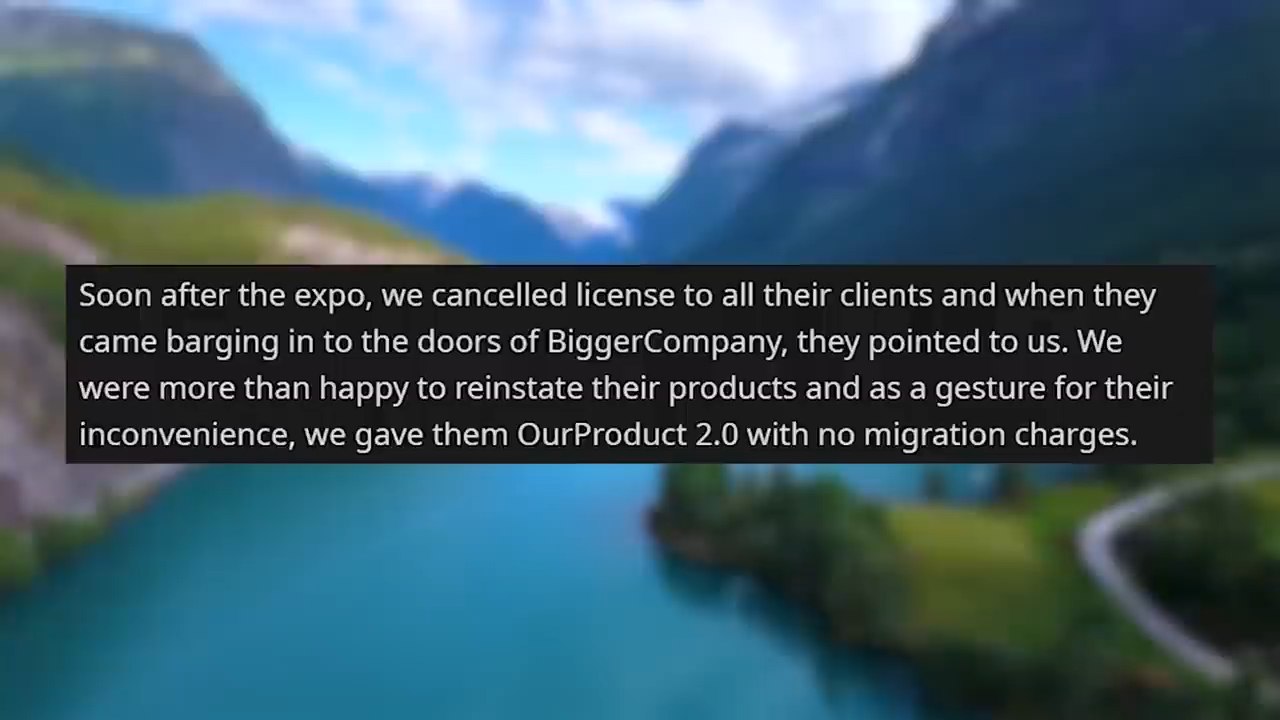 Soon after the expo, we cancelled license to all their clients and when they
came barging in to the doors of BiggerCompany, they pointed to us. We
were more than happy to reinstate their products and as a gesture for their
inconvenience, we gave them OurProduct 2.0 with no migration charges.